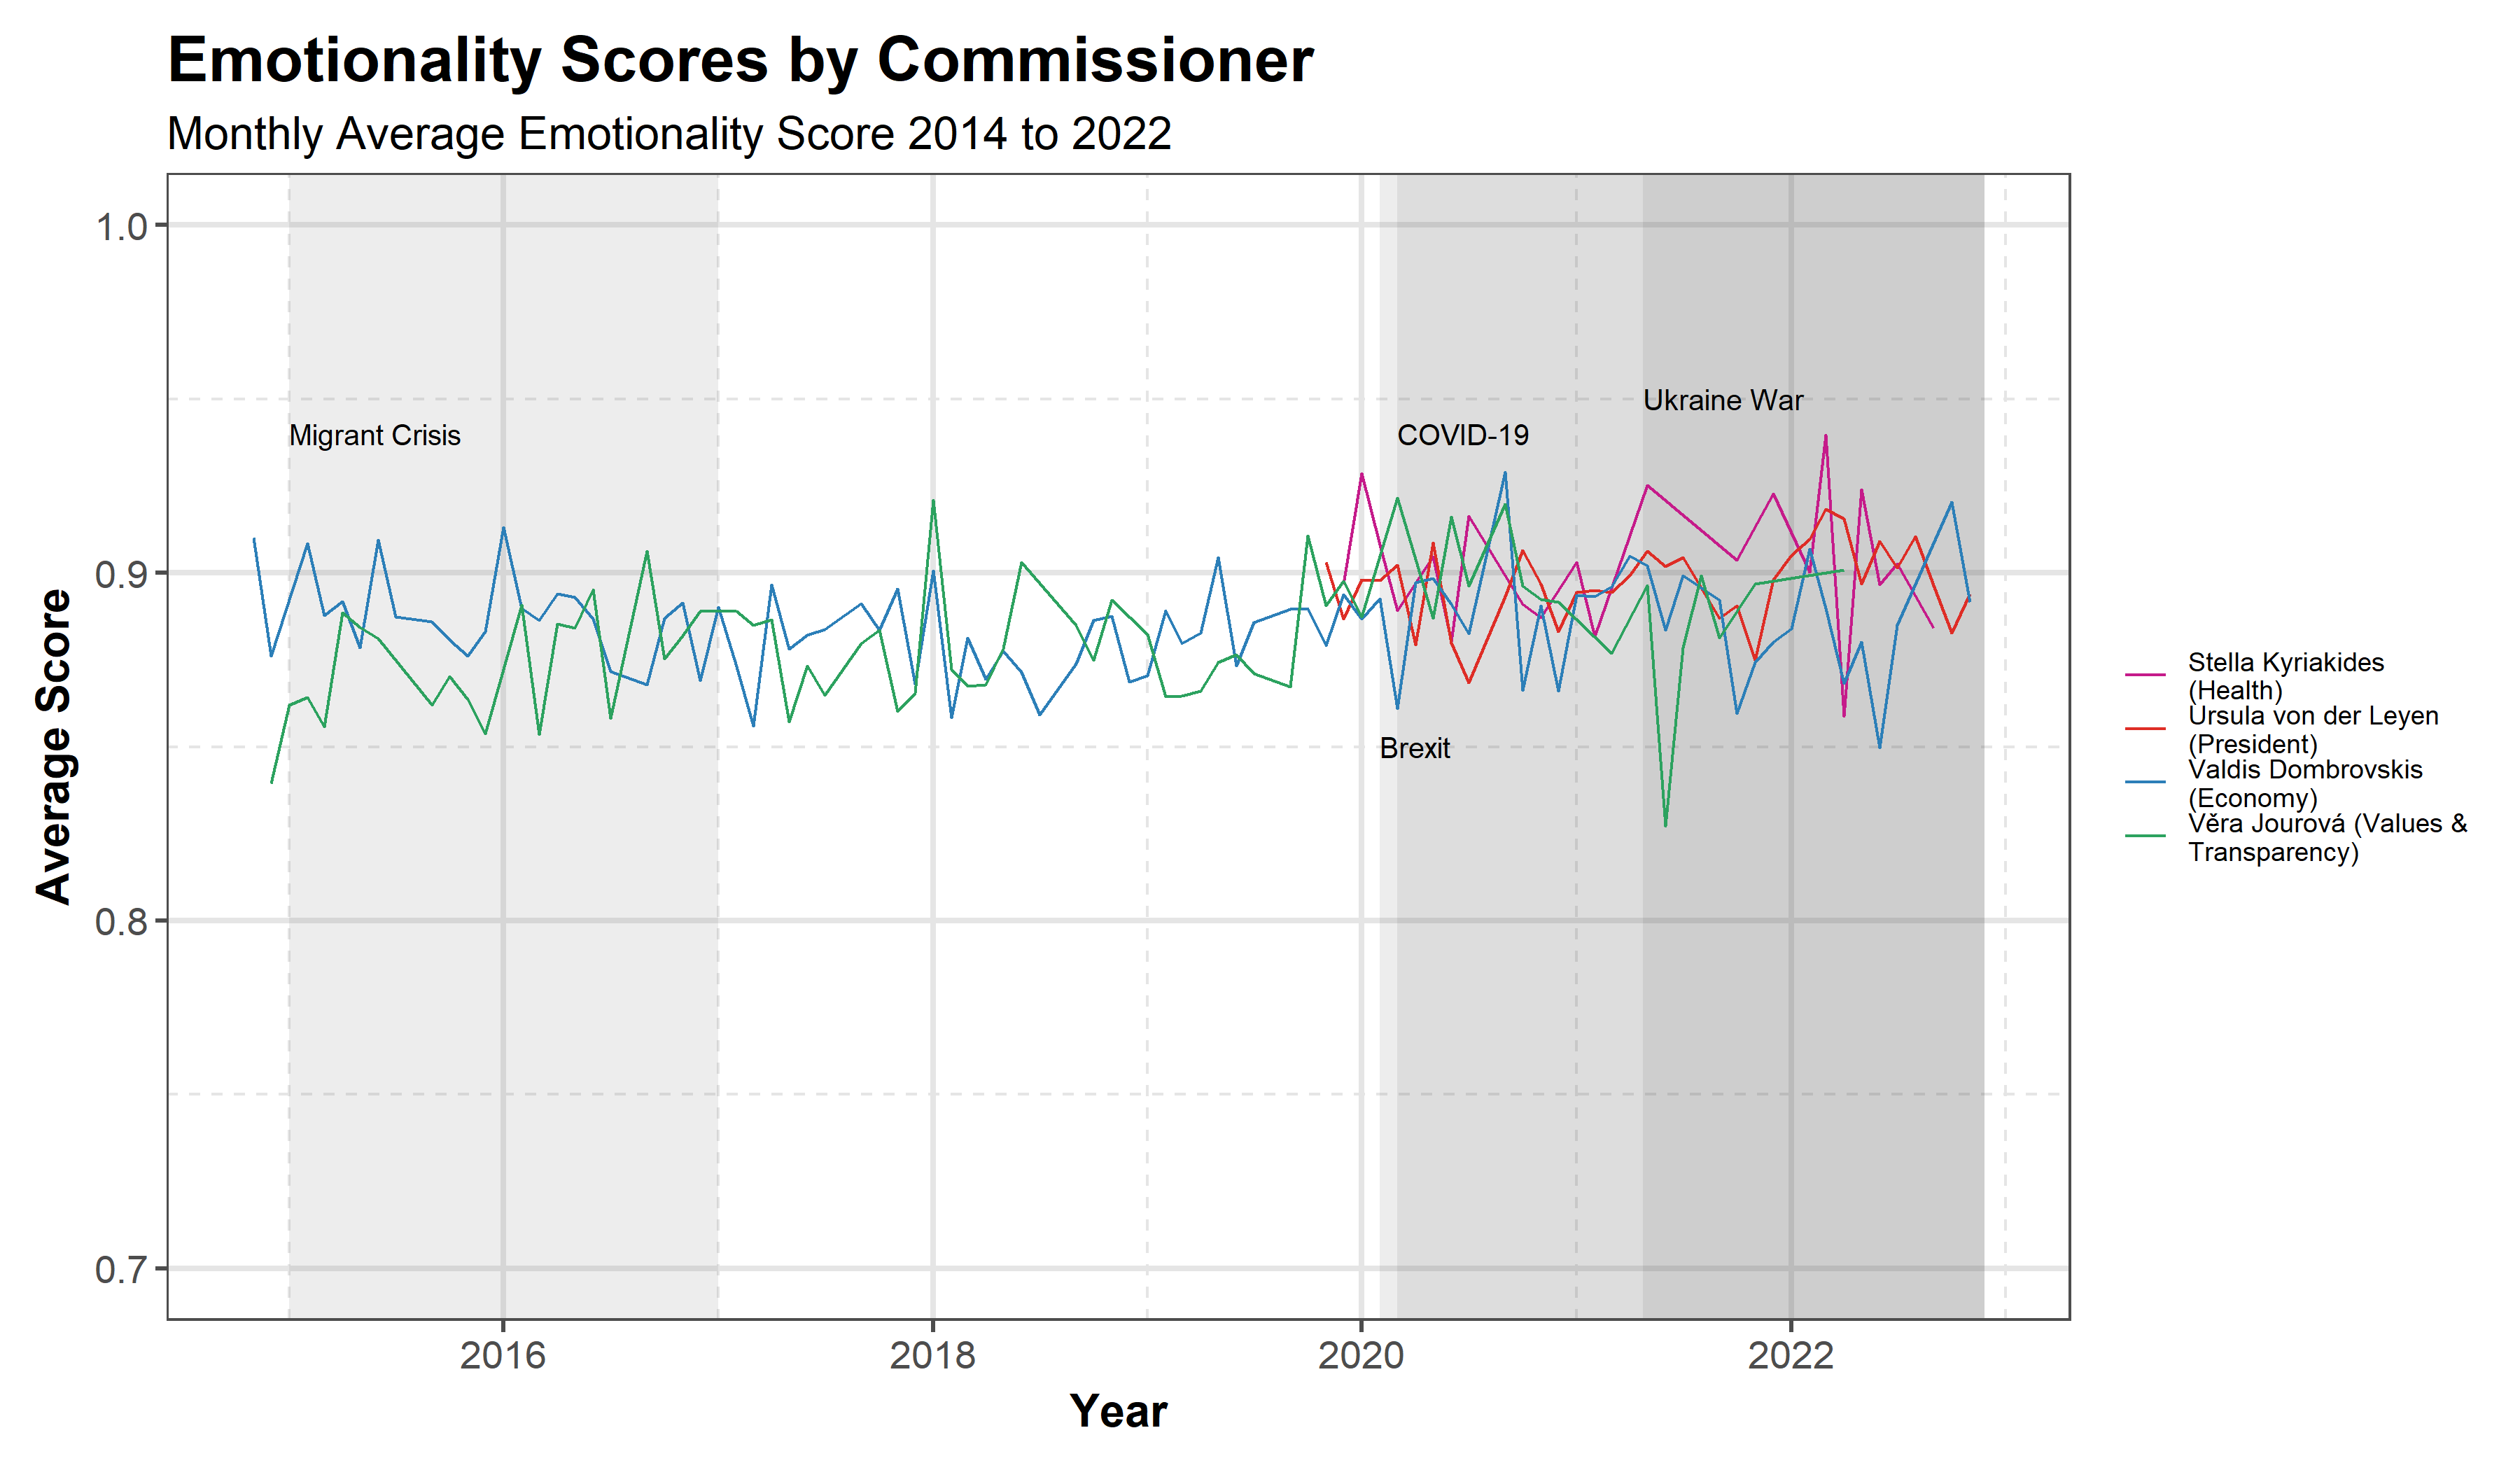 Emotionality Scores by Commissioner
Monthly Average Emotionality Score 2014 to 2022
Average Score
1.0
0.9
0.8
0.7
Ukraine War
Migrant Crisis
COVID-19
Brexit
2016
2018
2020
2022
Year
Stella Kyriakides
(Health)
Ursula von der Leyen
(President)
Valdis Dombrovskis
(Economy)
Věra Jourová (Values &
Transparency)